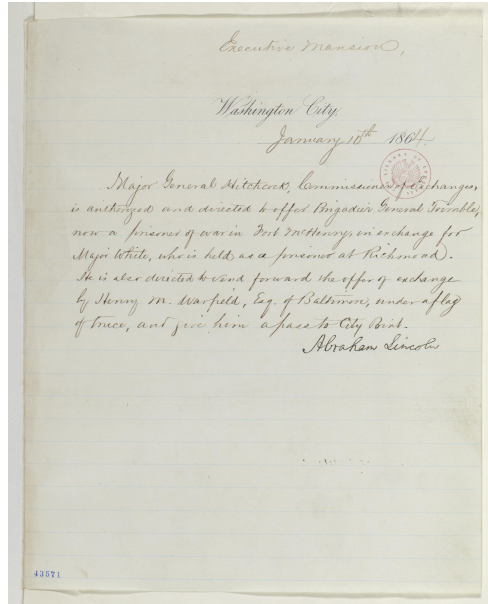 Executive Mansion,
Washington City,
January 10th 1864.
Major General Hitchcock, Commissioner of exchanges,
is authorized and directed to offer Brigadier General Trimble,
now a prisoner of war in Fort McHenry, in exchange for
Major White, who is held as a prisoner at Richmond.
He is also directed to send forward the offer of exchange
by Henry M. Warfield, Esq. of Baltimore, under a flag
of truce, and give him a pass to City Point.
Abraham Lincoln
43571